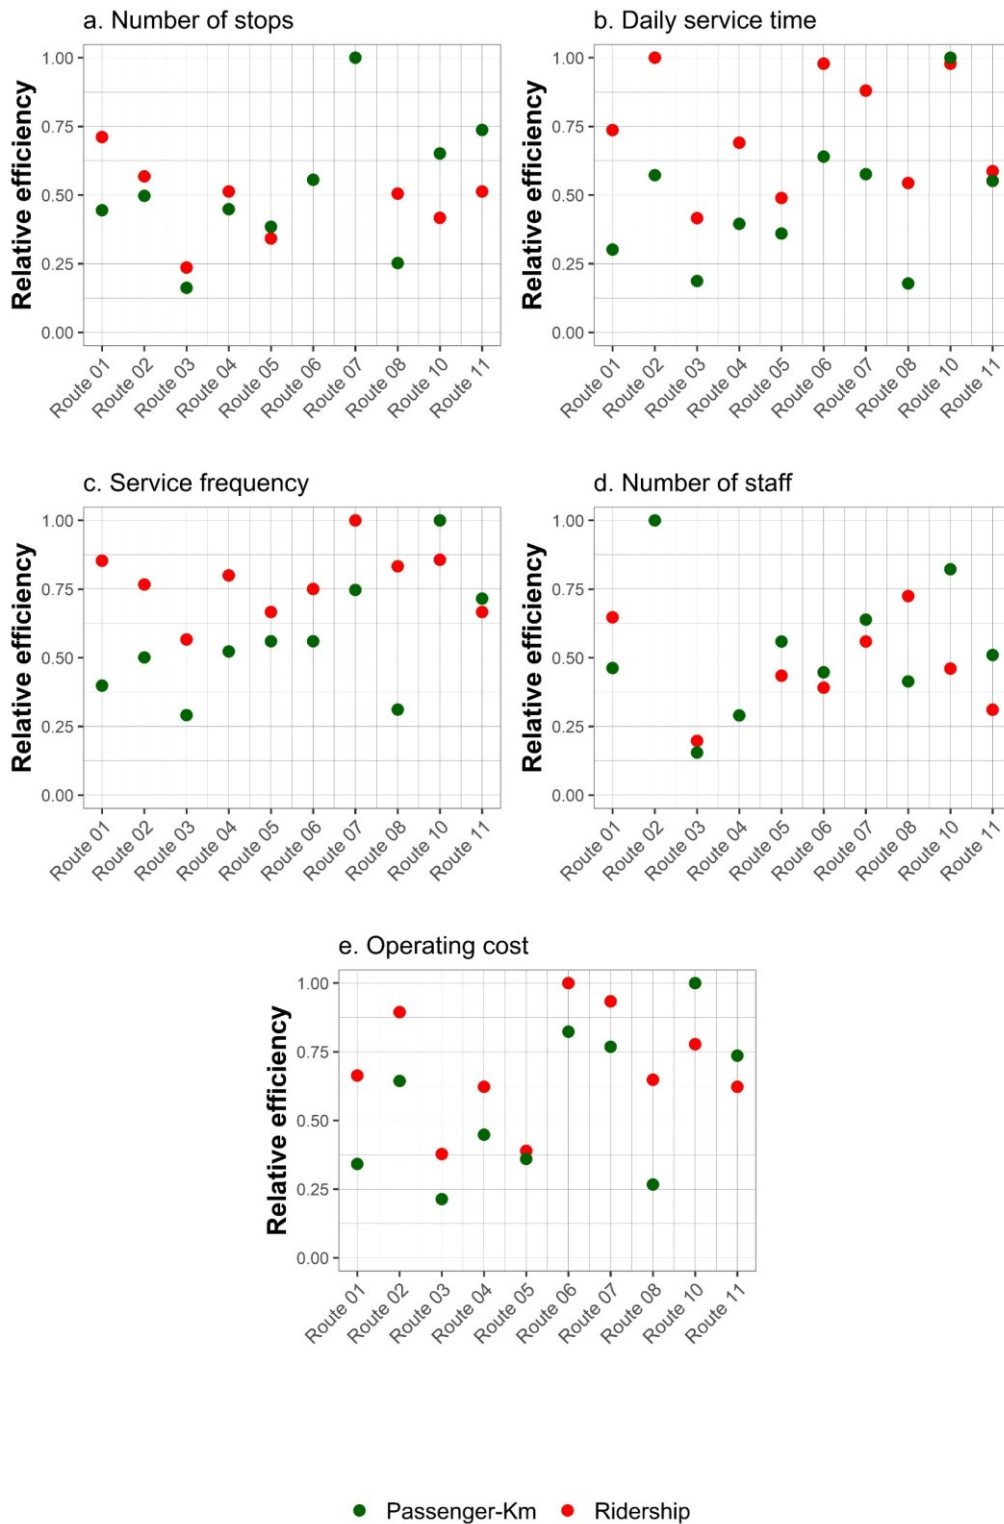 a. Number of stops
Relative efficiency
1.00
0.75
0.50
0.25
0.00
Route 01
Route 02
Route 03
Route 04
Route 05
Route 06
Route 07
Route 08
Route 10
Route 11
b. Daily service time
Relative efficiency
1.00
0.75
0.50
0.25
0.00
Route 01
Route 02
Route 03
Route 04
Route 05
Route 06
Route 07
Route 08
Route 10
Route 11
c. Service frequency
Relative efficiency
1.00
0.75
0.50
0.25
0.00
Route 01
Route 02
Route 03
Route 04
Route 05
Route 06
Route 07
Route 08
Route 10
Route 11
d. Number of staff
Relative efficiency
1.00
0.75
0.50
0.25
0.00
Route 01
Route 02
Route 03
Route 04
Route 05
Route 06
Route 07
Route 08
Route 10
Route 11
e. Operating cost
Relative efficiency
1.00
0.75
0.50
0.25
0.00
Route 01
Route 02
Route 03
Route 04
Route 05
Route 06
Route 07
Route 08
Route 10
Route 11
Passenger-Km Ridership